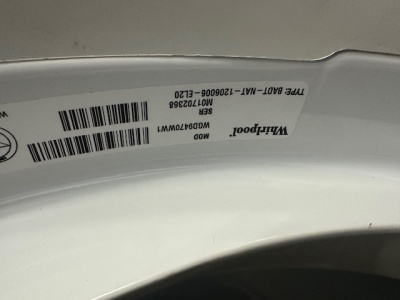 Whirlpool
TYPE: BADT-NAT-1206006-EL20
MOD
WGD9470WW1
SER
M01702368
W